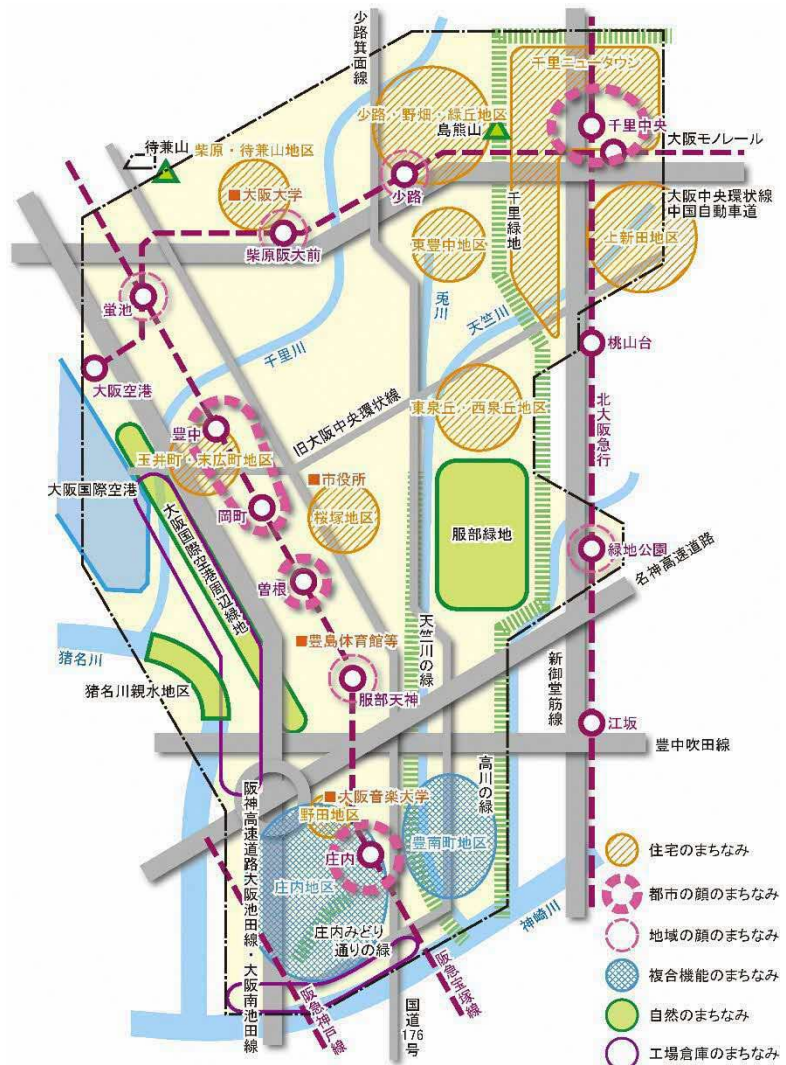 少路箕面線
千里ニュータウン
少路・野畑・緑丘地区
島熊山
千里中央
大阪モノレール
待兼山
柴原・待兼山地区
■大阪大学
少路
千里緑地
大阪中央環状線
中国自動車道
上新田地区
東豊中地区
柴原阪大前
兎川
天竺川
蛍池
千里川
桃山台
大阪空港
旧大阪中央環状線
北大阪急行
東泉丘・西泉丘地区
豊中
玉井町・末広町地区
大阪国際空港
■市役所
岡町
桜塚地区
大阪国際空港周辺緑地
服部緑地
緑地公園
名神高速道路
曽根
■豊島体育館等
天竺川の緑
猪名川
新御堂筋線
猪名川親水地区
服部天神
江坂
豊中吹田線
高川の緑
■大阪音楽大学
野田地区
阪神高速道路大阪池田線・大阪南池田線
豊南町地区
庄内
庄内地区
神崎川
庄内みどり
通りの緑
阪急宝塚線
阪急神戸線
国道
176
号
住宅のまちなみ
都市の顔のまちなみ
地域の顔のまちなみ
複合機能のまちなみ
自然のまちなみ
工場倉庫のまちなみ